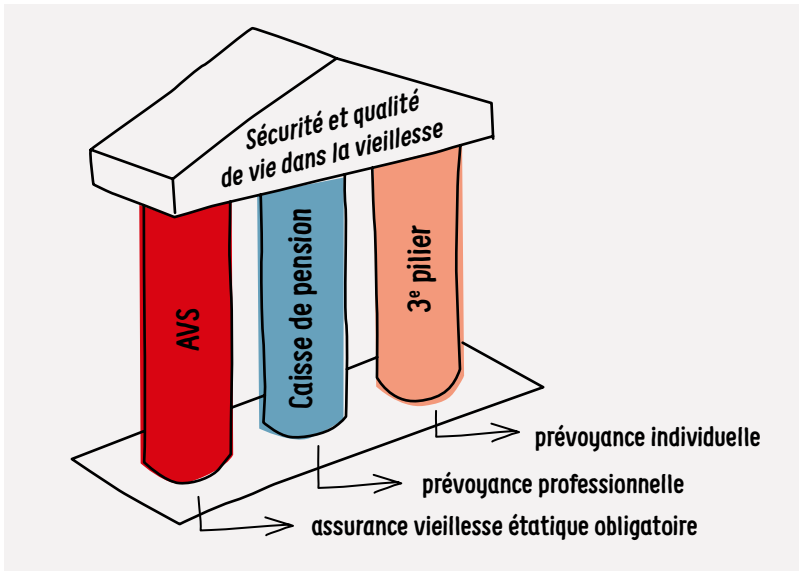 Sécurité et qualité
de vie dans la vieillesse
AVS
Caisse de pension
3e pilier
prévoyance individuelle
prévoyance professionnelle
assurance vieillesse étatique obligatoire